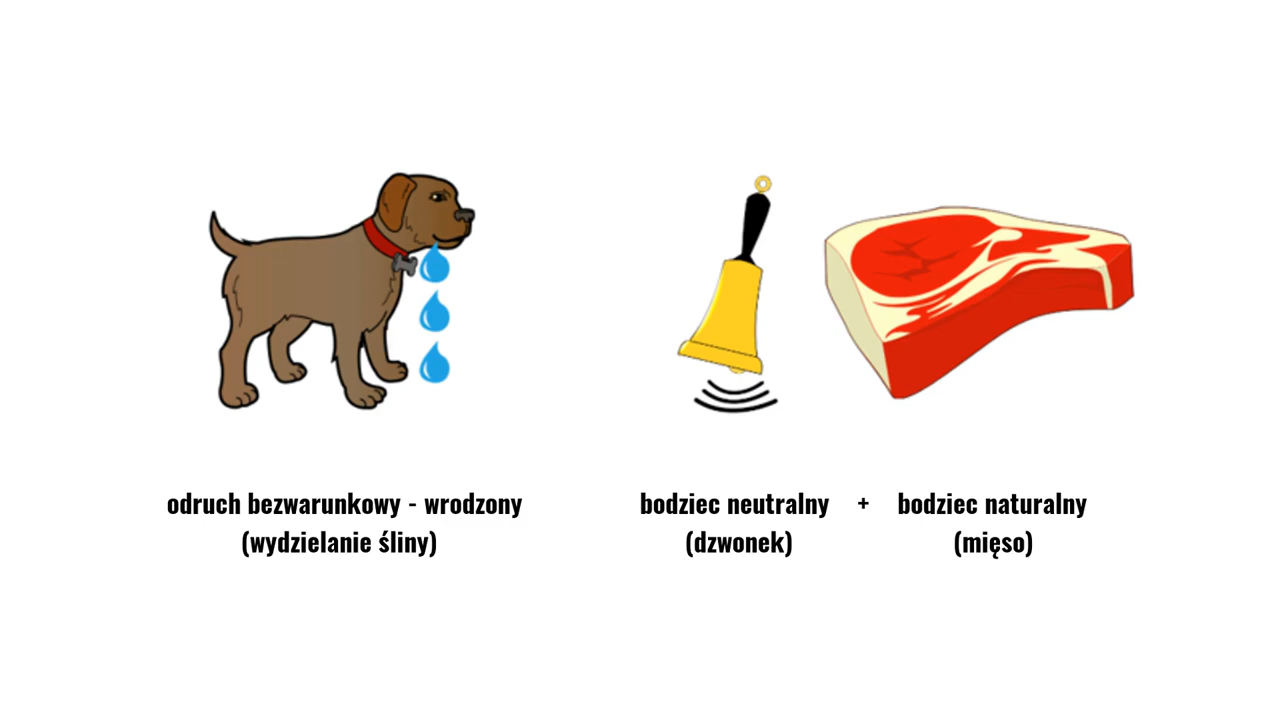 odruch bezwarunkowy - wrodzony
(wydzielanie śliny)
bodziec neutralny + bodziec naturalny
(dzwonek) (mięso)